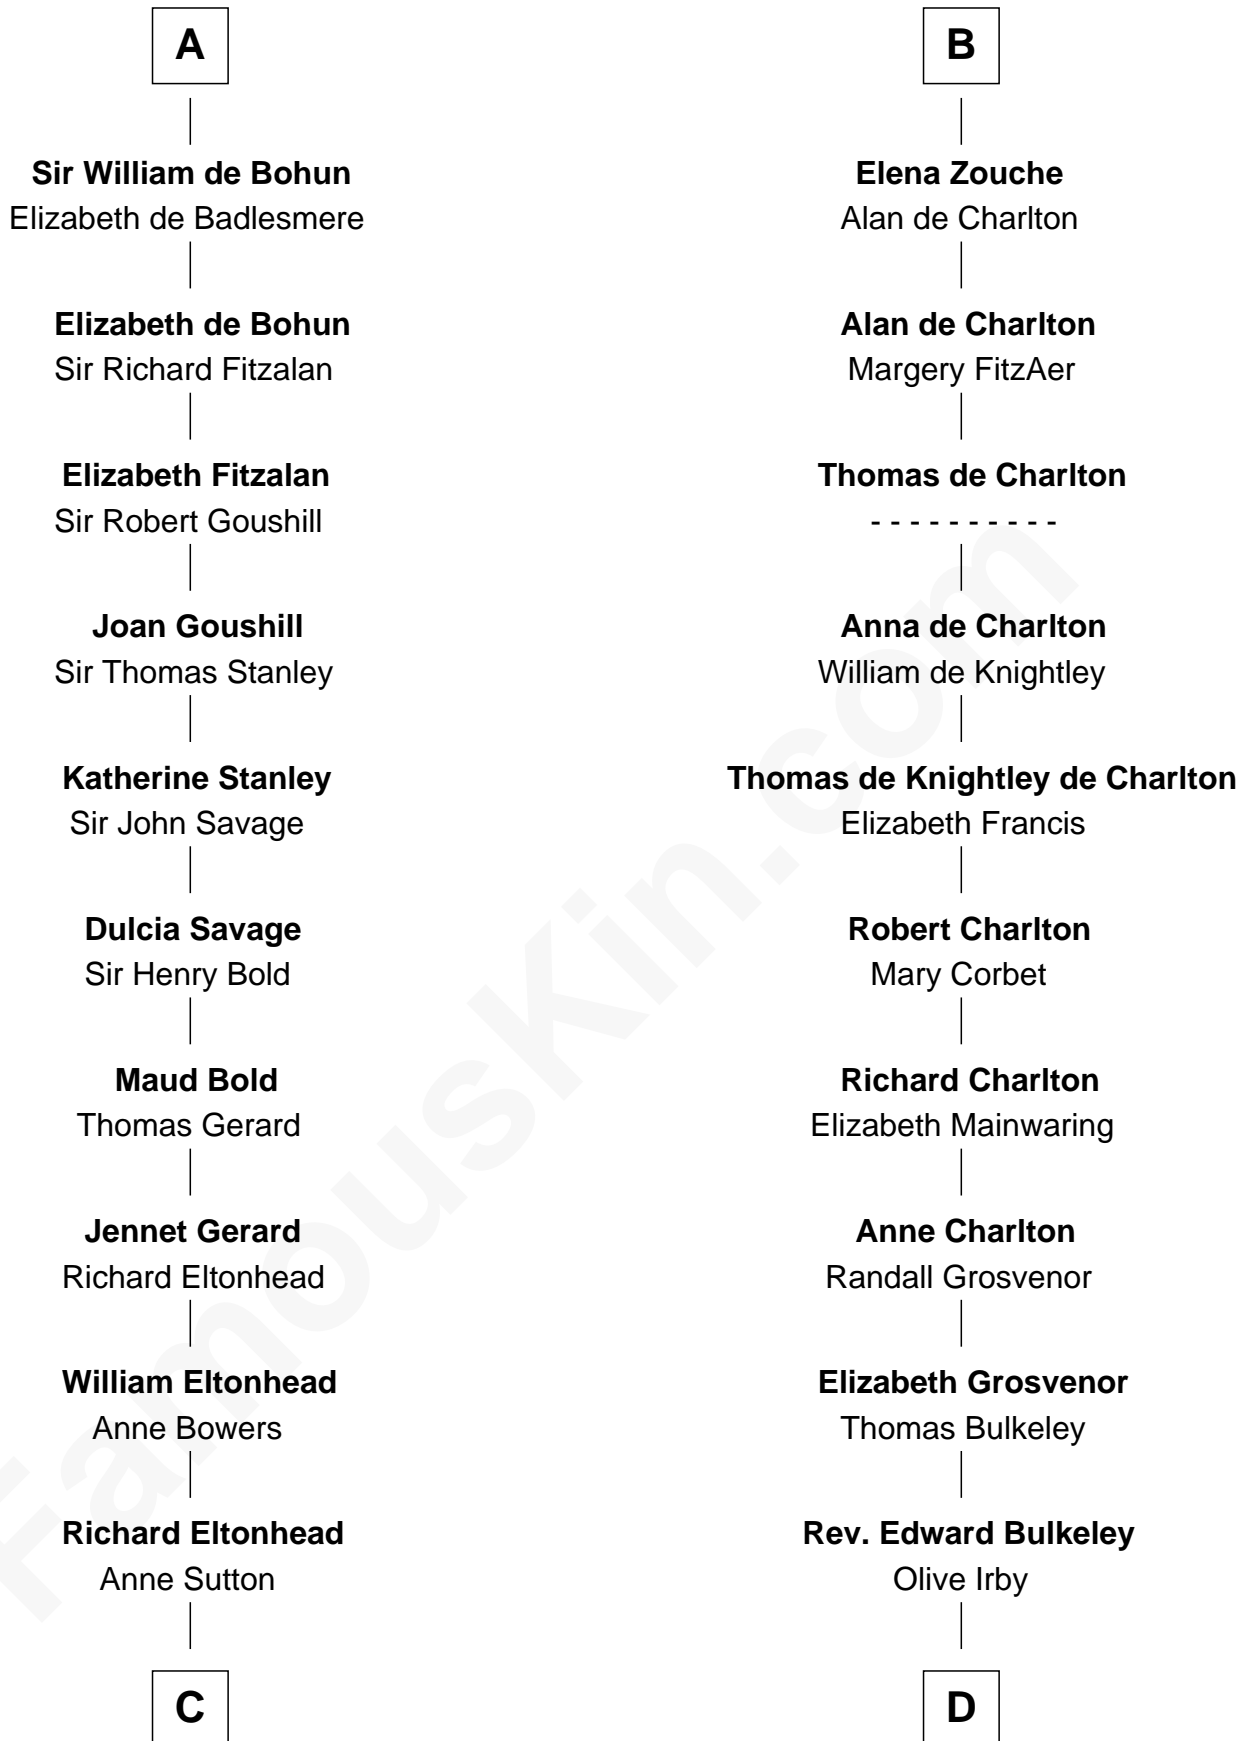 A
Sir William de Bohun
Elizabeth de Badlesmere
Elizabeth de Bohun
Sir Richard Fitzalan
Elizabeth Fitzalan
Sir Robert Goushill
Joan Goushill
Sir Thomas Stanley
Katherine Stanley
Sir John Savage
Dulcia Savage
Sir Henry Bold
Maud Bold
Thomas Gerard
Jennet Gerard
Richard Eltonhead
William Eltonhead
Anne Bowers
Richard Eltonhead
Anne Sutton
C
B
Elena Zouche
Alan de Charlton
Alan de Charlton
Margery FitzAer
Thomas de Charlton
- - - - - - - - - -
Anna de Charlton
William de Knightley
Thomas de Knightley de Charlton
Elizabeth Francis
Robert Charlton
Mary Corbet
Richard Charlton
Elizabeth Mainwaring
Anne Charlton
Randall Grosvenor
Elizabeth Grosvenor
Thomas Bulkeley
Rev. Edward Bulkeley
Olive Irby
D
FamousKin.com